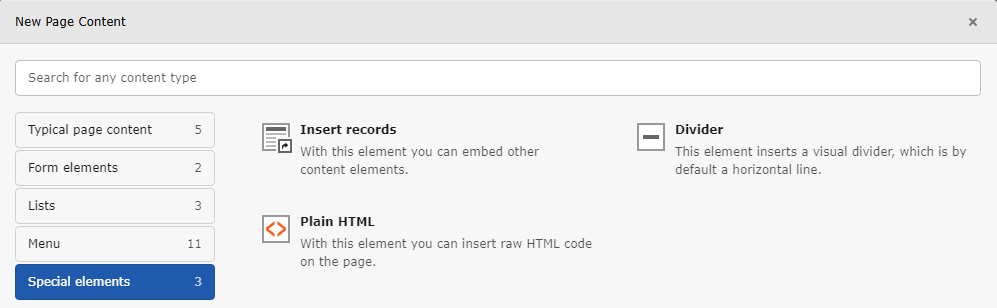 New Page Content ×
Search for any content type
Typical page content 5
Form elements 2
Lists 3
Menu 11
Special elements 3
Insert records
With this element you can embed other
content elements.
Divider
This element inserts a visual divider, which is by
default a horizontal line.
Plain HTML
With this element you can insert raw HTML code
on the page.